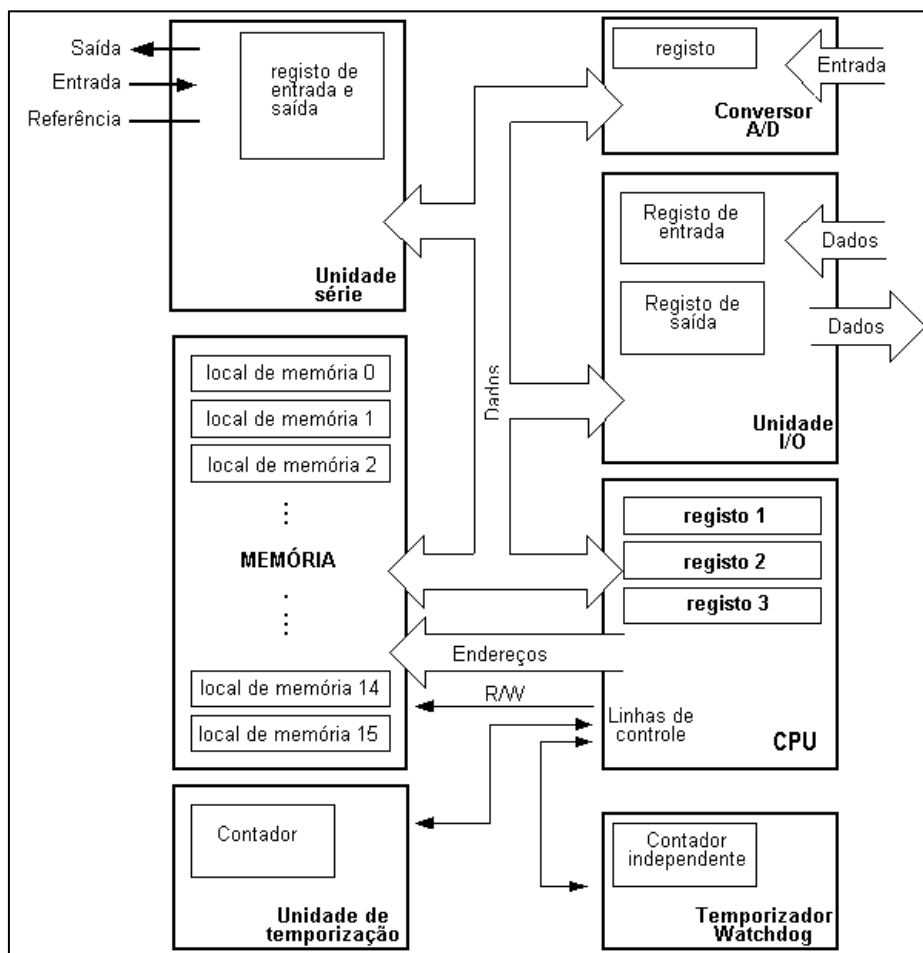 Saída
Entrada
Referência
registo de
entrada e
saída
Unidade
série
registo
Entrada
Conversor
A/D
Registo de
entrada
Dados
Registo de
saída
Dados
Unidade
I/O
Dados
local de memória 0
local de memória 1
local de memória 2
MEMÓRIA
local de memória 14
local de memória 15
registo 1
registo 2
registo 3
Endereços
R/W
Linhas de
controle
CPU
Contador
Unidade de
temporização
Contador
independente
Temporizador
Watchdog